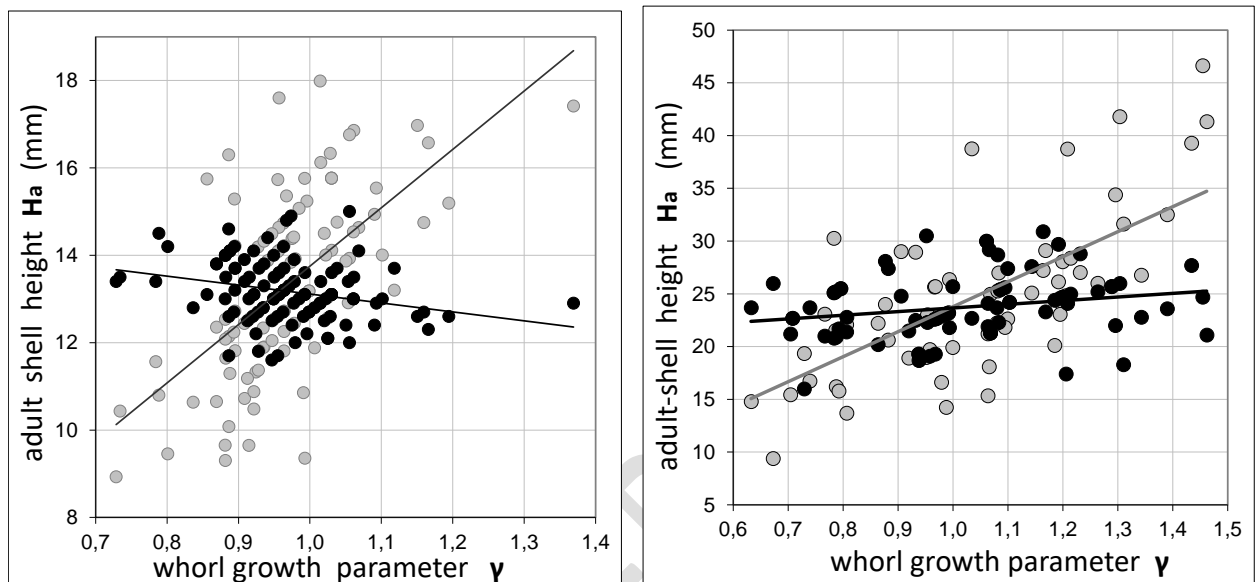 adult shell height Ha (mm)
18
16
14
12
10
8
0,7 0,8 0,9 1,0 1,1 1,2 1,3 1,4
whorl growth parameter γ
adult-shell height Ha (mm)
50
45
40
35
30
25
20
15
10
5
0,6 0,7 0,8 0,9 1,0 1,1 1,2 1,3 1,4 1,5
whorl growth parameter γ